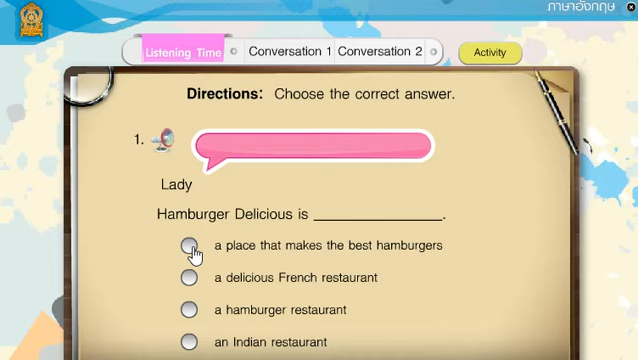 ภาษาอังกฤษ
Listening Time Conversation 1 Conversation 2 Activity
Directions: Choose the correct answer.
1.
Lady
Hamburger Delicious is ________________.
a place that makes the best hamburgers
a delicious French restaurant
a hamburger restaurant
an Indian restaurant